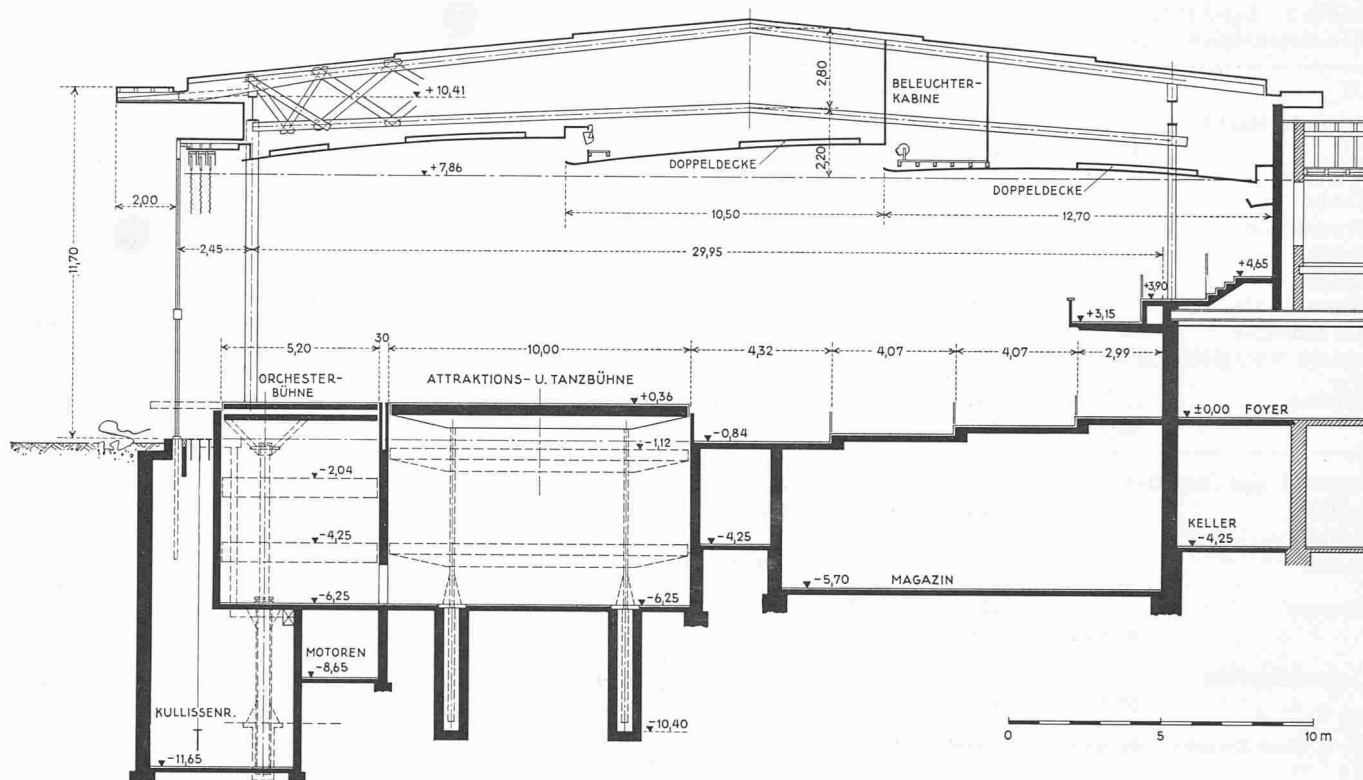 2,80
BELEUCHTER-
KABINE
+10,41
DOPPELDECKE
2,20
+7,86
DOPPELDECKE
2,00
10,50
12,70
11,70
2,45
29,95
+4,65
+3,90
+3,15
30
5,20
10,00
4,32
4,07
4,07
2,99
ORCHESTER-
BÜHNE
ATTRAKTIONS- U. TANZBÜHNE
+0,36
±0,00 FOYER
-0,84
-1,12
-2,04
KELLER
-4,25
-4,25
-4,25
-5,70 MAGAZIN
-6,25
-6,25
MOTOREN
-8,65
KULLISSENR.
-10,40
-11,65
0 5 10 m